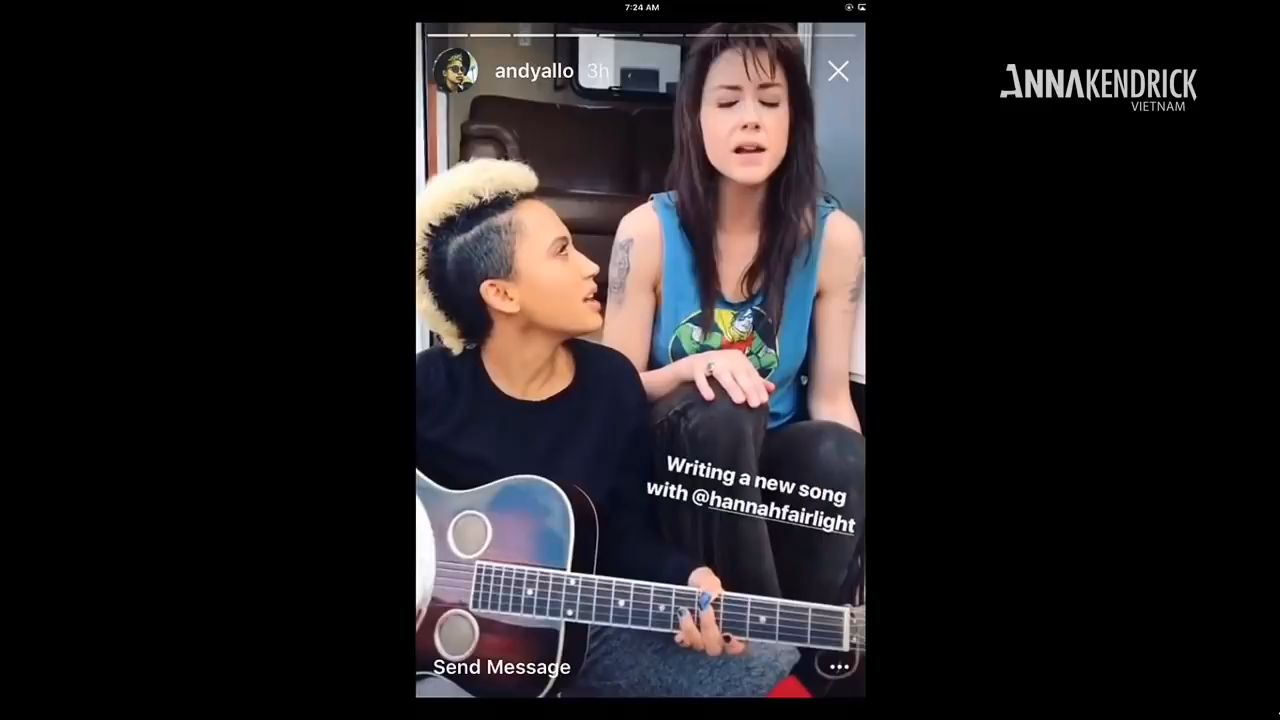 7:24 AM
andyallo 3h
ANNAKENDRICK
VIETNAM
Writing a new song
with @hannahfairlight
Send Message